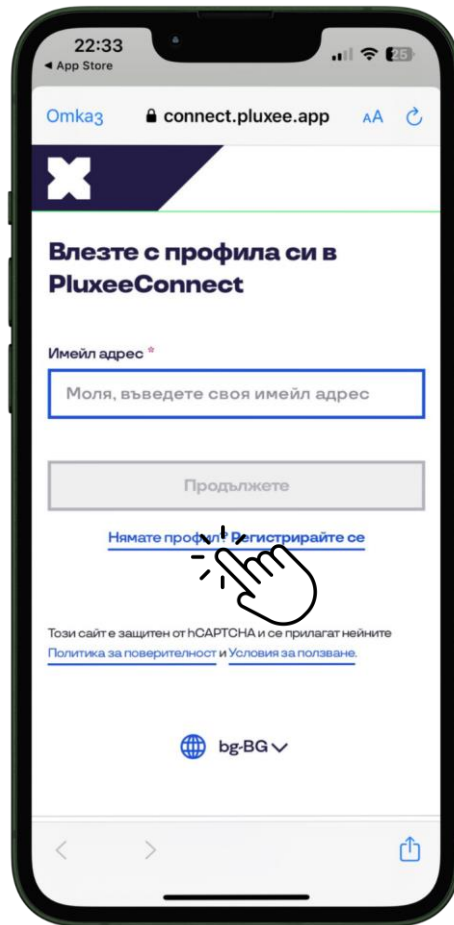 22:33
◀ App Store
25
Отказ connect.pluxee.app AA
Влезте с профила си в
PluxeeConnect
Имейл адрес *
Моля, въведете своя имейл адрес
Продължете
Нямате профил? Регистрирайте се
Този сайт е защитен от hCAPTCHA и се прилагат нейните
Политика за поверителност и Условия за ползване.
bg-BG